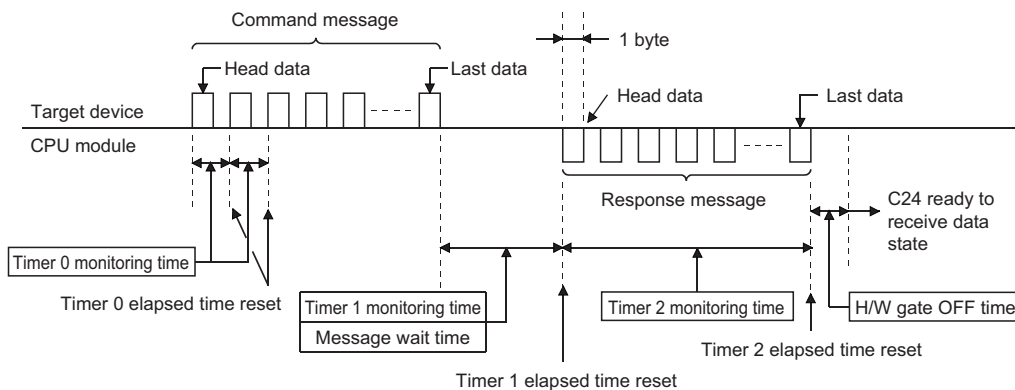 Command message
1 byte
Head data
Last data
Head data
Last data
Target device
CPU module
Response message
C24 ready to
receive data
state
Timer 0 monitoring time
Timer 0 elapsed time reset
Timer 1 monitoring time
Message wait time
Timer 2 monitoring time
H/W gate OFF time
Timer 2 elapsed time reset
Timer 1 elapsed time reset